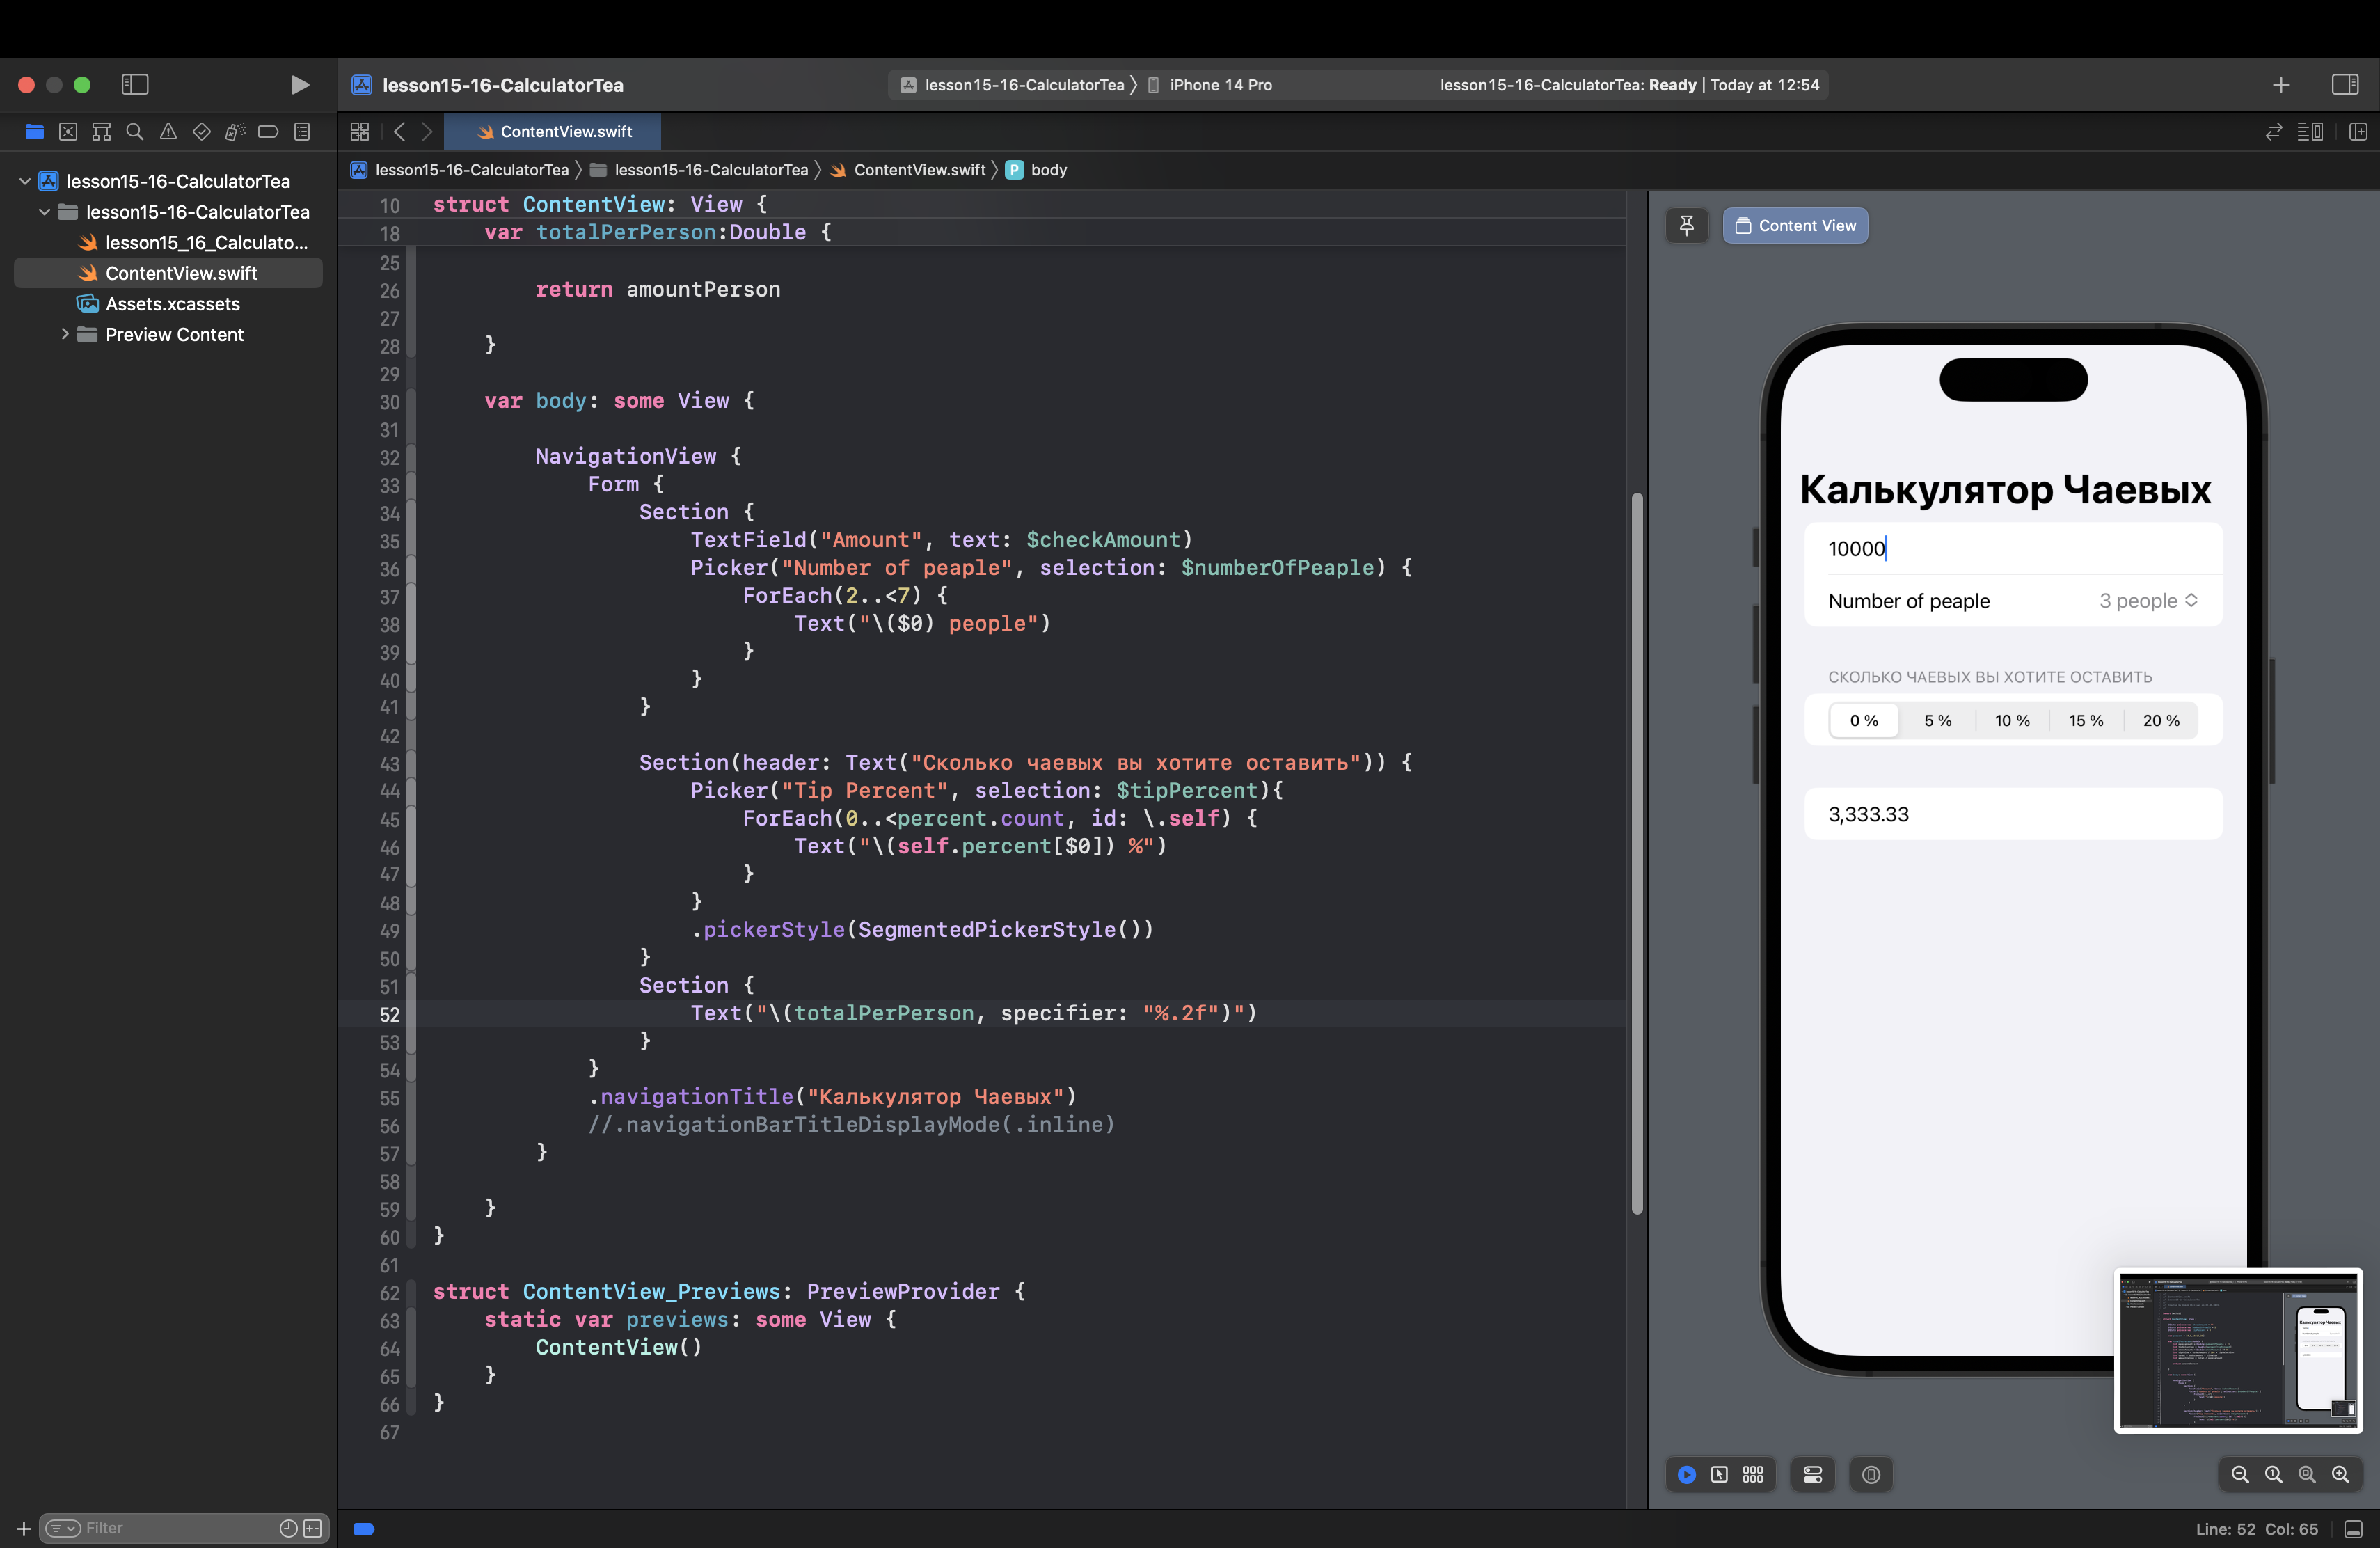 lesson15-16-CalculatorTea
lesson15-16-CalculatorTea 〉 iPhone 14 Pro
lesson15-16-CalculatorTea: Ready | Today at 12:54
ContentView.swift
lesson15-16-CalculatorTea 〉 lesson15-16-CalculatorTea 〉 ContentView.swift 〉 P body
lesson15-16-CalculatorTea
lesson15-16-CalculatorTea
lesson15_16_Calculato...
ContentView.swift
Assets.xcassets
Preview Content
10 struct ContentView: View {
18 var totalPerPerson:Double {
25
26 return amountPerson
27
28 }
29
30 var body: some View {
31
32 NavigationView {
33 Form {
34 Section {
35 TextField("Amount", text: $checkAmount)
36 Picker("Number of peaple", selection: $numberOfPeaple) {
37 ForEach(2..<7) {
38 Text("\($0) people")
39 }
40 }
41 }
42
43 Section(header: Text("Сколько чаевых вы хотите оставить")) {
44 Picker("Tip Percent", selection: $tipPercent){
45 ForEach(0..<percent.count, id: \.self) {
46 Text("\(self.percent[$0]) %")
47 }
48 }
49 .pickerStyle(SegmentedPickerStyle())
50 }
51 Section {
52 Text("\(totalPerPerson, specifier: "%.2f")")
53 }
54 }
55 .navigationTitle("Калькулятор Чаевых")
56 //.navigationBarTitleDisplayMode(.inline)
57 }
58
59 }
60 }
61
62 struct ContentView_Previews: PreviewProvider {
63 static var previews: some View {
64 ContentView()
65 }
66 }
67
Content View
Калькулятор Чаевых
10000
Number of peaple 3 people
СКОЛЬКО ЧАЕВЫХ ВЫ ХОТИТЕ ОСТАВИТЬ
0 % 5 % 10 % 15 % 20 %
3,333.33
Калькулятор Чаевых
Filter
Line: 52 Col: 65